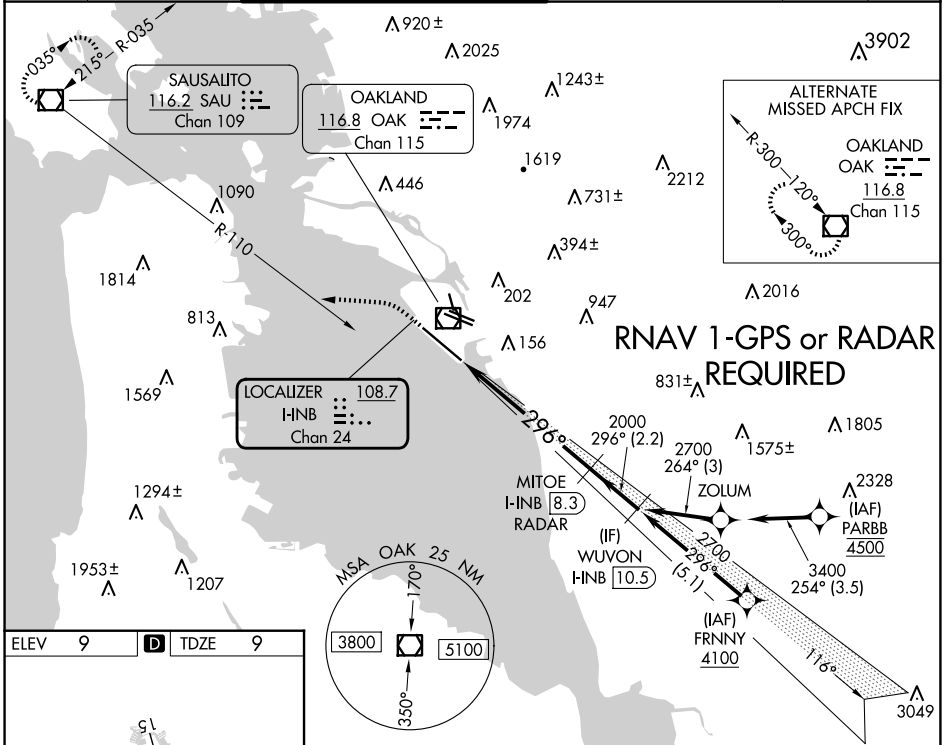 920±
2025
3902
R-035
215°
035°
SAUSALITO
116.2 SAU
Chan 109
OAKLAND
116.8 OAK
Chan 115
1243±
1974
1619
2212
731±
446
394±
202
947
2016
156
ALTERNATE
MISSED APCH FIX
R-300
120°
300°
OAKLAND
OAK
116.8
Chan 115
1090
R-110
1814
813
1569
1294±
1953±
1207
RNAV 1-GPS or RADAR
REQUIRED
831±
1805
1575±
2328
LOCALIZER 108.7
I-INB
Chan 24
296°
2000
296° (2.2)
2700
264° (3)
ZOLUM
MITOE
I-INB 8.3
RADAR
(IF)
WUVON
I-INB 10.5
(IAF)
PARBB
4500
3400
254° (3.5)
2700
296°
(5.1)
(IAF)
FRNNY
4100
116°
3049
MSA OAK 25 NM
170°
350°
3800
5100
ELEV 9 D TDZE 9
15